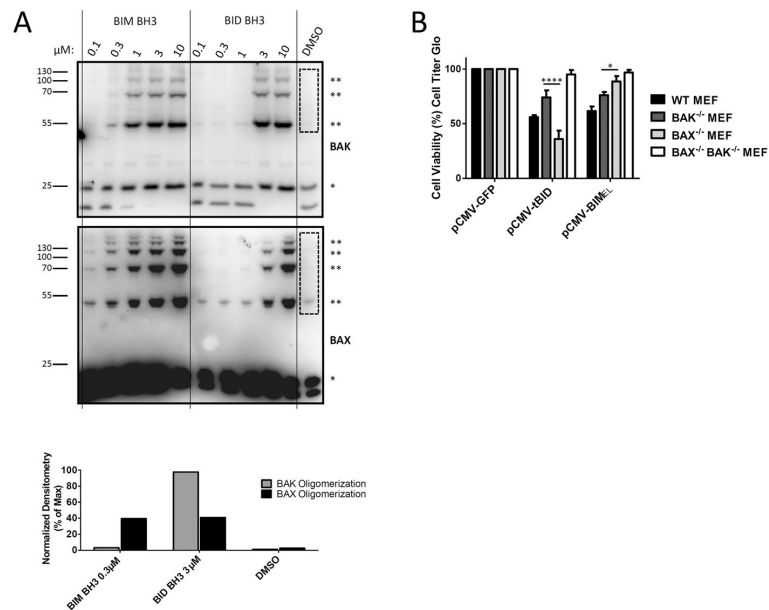 A
BIM BH3 BID BH3
µM: 0.1 0.3 1 3 10 0.1 0.3 1 3 10 DMSO
130
100 **
70 **
55 **
BAK
25 *
130 **
100 **
70 **
55 **
BAX
25
*
Normalized Densitometry
(% of Max)
100
80
60
40
20
0
BAK Oligomerization
BAX Oligomerization
BIM BH3 0.3µM
BID BH3 3 µM
DMSO
B
Cell Viability (%) Cell Titer Glo
100
50
0
**** *
WT MEF
BAK-/- MEF
BAX-/- MEF
BAX-/- BAK-/- MEF
pCMV-GFP
pCMV-tBID
pCMV-BIMEL